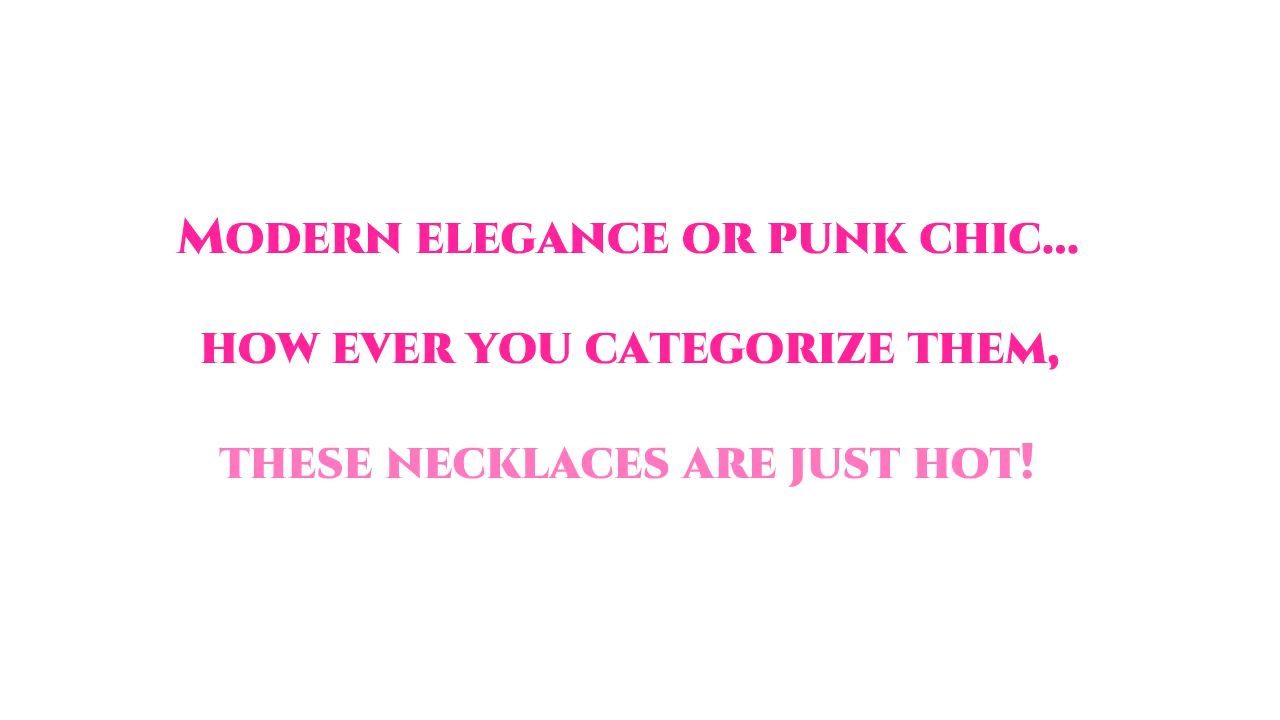 Modern elegance or punk chic...
how ever you categorize them,
these necklaces are just hot!